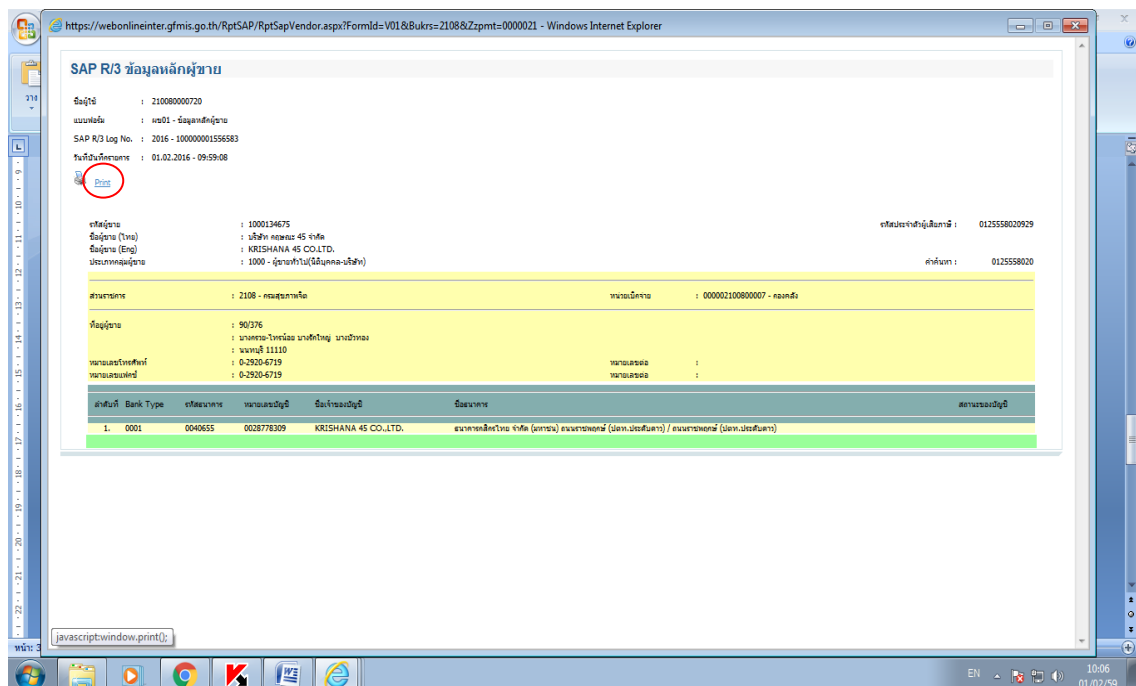 https://webonlineinter.gfmis.go.th/RptSAP/RptSapVendor.aspx?FormId=V01&Bukrs=2108&Zzpmt=0000021 - Windows Internet Explorer
วาง
SAP R/3 ข้อมูลหลักผู้ขาย
ชื่อผู้ใช้ : 210080000720
แบบฟอร์ม : ผข01 - ข้อมูลหลักผู้ขาย
SAP R/3 Log No. : 2016 - 100000001556583
วันที่บันทึกรายการ : 01.02.2016 - 09:59:08
Print
รหัสผู้ขาย : 1000134675 รหัสประจำตัวผู้เสียภาษี : 0125558020929
ชื่อผู้ขาย (ไทย) : บริษัท คฤษณะ 45 จำกัด
ชื่อผู้ขาย (Eng) : KRISHANA 45 CO.LTD.
ประเภทกลุ่มผู้ขาย : 1000 - ผู้ขายทั่วไป(นิติบุคคล-บริษัท) คำค้นหา : 0125558020
ส่วนราชการ : 2108 - กรมสุขภาพจิต หน่วยเบิกจ่าย : 000002100800007 - กองคลัง
ที่อยู่ผู้ขาย : 90/376
: บางกรวย-ไทรน้อย บางรักใหญ่ บางบัวทอง
: นนทบุรี 11110
หมายเลขโทรศัพท์ : 0-2920-6719 หมายเลขต่อ :
หมายเลขแฟกซ์ : 0-2920-6719 หมายเลขต่อ :
ลำดับที่ Bank Type รหัสธนาคาร หมายเลขบัญชี ชื่อเจ้าของบัญชี ชื่อธนาคาร สถานะของบัญชี
1. 0001 0040655 0028778309 KRISHANA 45 CO.,LTD. ธนาคารกสิกรไทย จำกัด (มหาชน) ถนนราชพฤกษ์ (ปตท.ประดับดาว) / ถนนราชพฤกษ์ (ปตท.ประดับดาว)
javascript:window.print();
หน้า: 3
EN 10:06
01/02/59